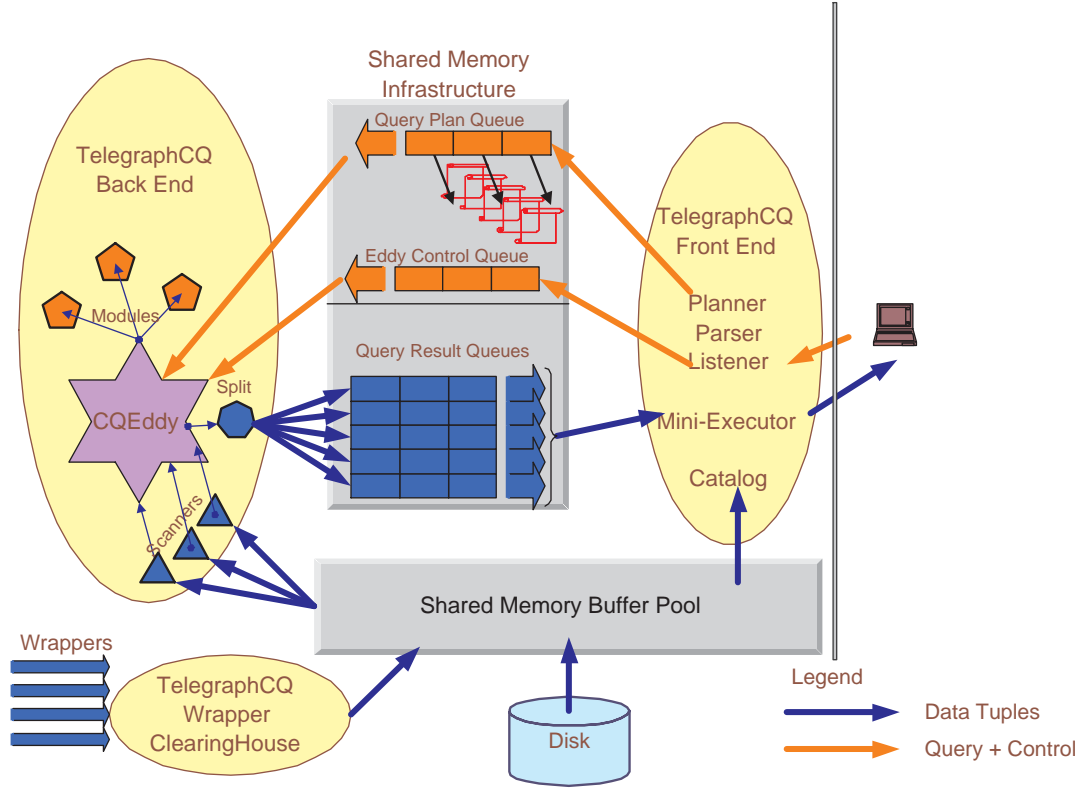 Shared Memory
Infrastructure
Query Plan Queue
TelegraphCQ
Back End
TelegraphCQ
Front End
Eddy Control Queue
Modules
Planner
Parser
Listener
Query Result Queues
Split
CQEddy
Mini-Executor
Catalog
Scanners
Shared Memory Buffer Pool
Wrappers
TelegraphCQ
Wrapper
ClearingHouse
Disk
Legend
Data Tuples
Query + Control